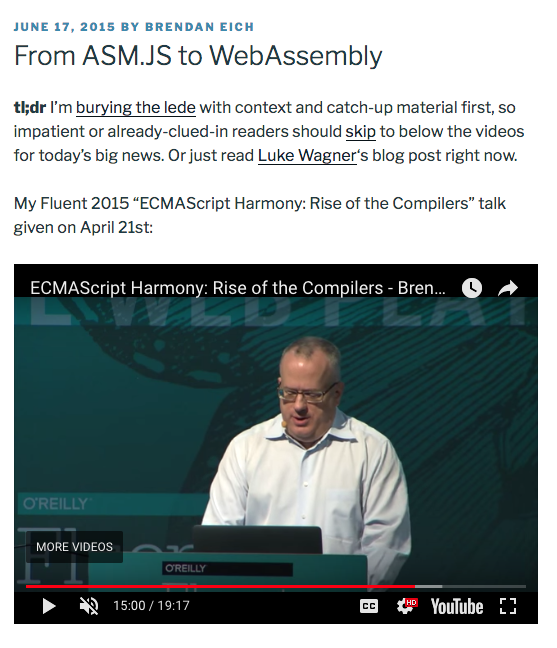 JUNE 17, 2015 BY BRENDAN EICH
From ASM.JS to WebAssembly
tl;dr I’m burying the lede with context and catch-up material first, so
impatient or already-clued-in readers should skip to below the videos
for today’s big news. Or just read Luke Wagner‘s blog post right now.
My Fluent 2015 “ECMAScript Harmony: Rise of the Compilers” talk
given on April 21st:
ECMAScript Harmony: Rise of the Compilers - Bren...
O'REILLY
MORE VIDEOS
O'REILLY
15:00 / 19:17
CC
HD
YouTube